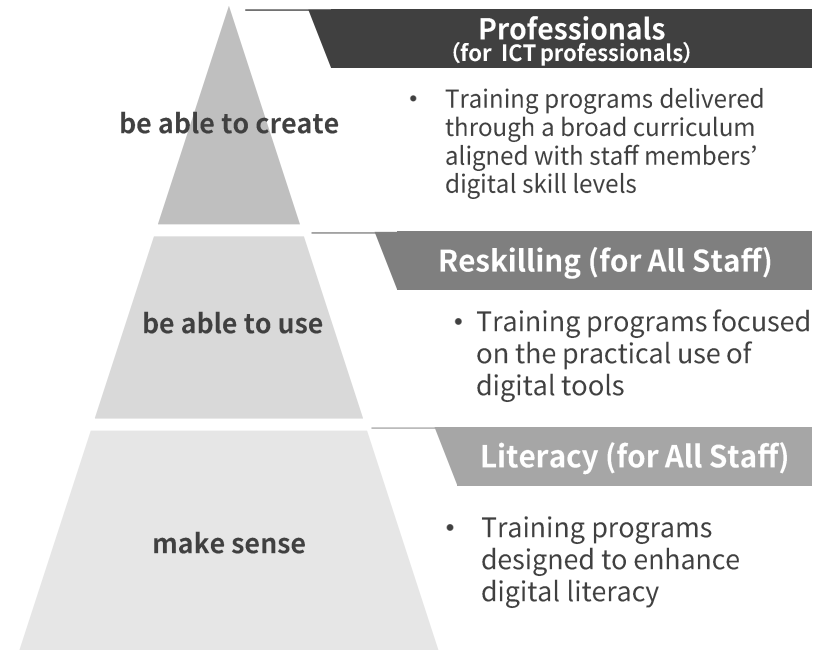 Professionals
(for ICT professionals)
be able to create
• Training programs delivered
through a broad curriculum
aligned with staff members’
digital skill levels
Reskilling (for All Staff)
be able to use
• Training programs focused
on the practical use of
digital tools
Literacy (for All Staff)
make sense
• Training programs
designed to enhance
digital literacy